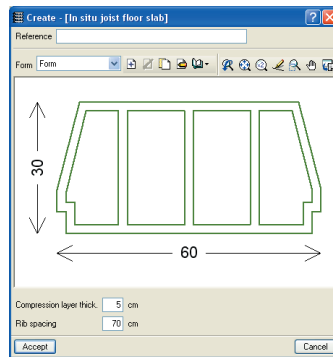 Create - [In situ joist floor slab]
Reference
Form Form
30
60
Compression layer thick. 5 cm
Rib spacing 70 cm
Accept Cancel